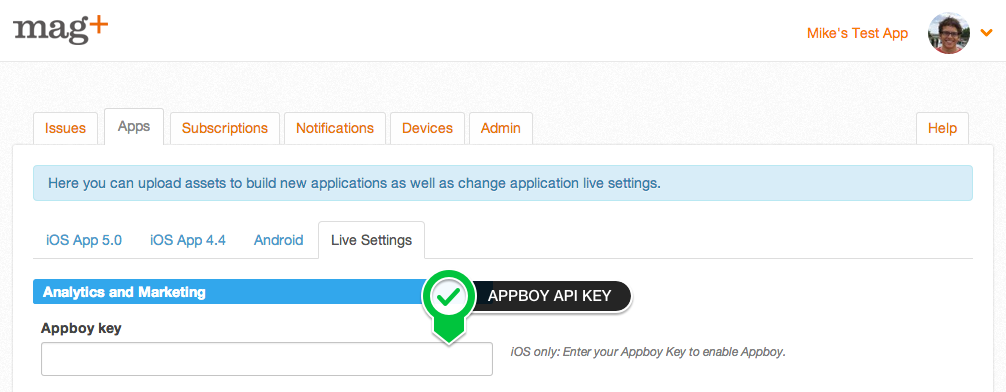 mag+
Mike's Test App
Issues
Apps
Subscriptions
Notifications
Devices
Admin
Help
Here you can upload assets to build new applications as well as change application live settings.
iOS App 5.0
iOS App 4.4
Android
Live Settings
Analytics and Marketing
APPBOY API KEY
Appboy key
iOS only: Enter your Appboy Key to enable Appboy.